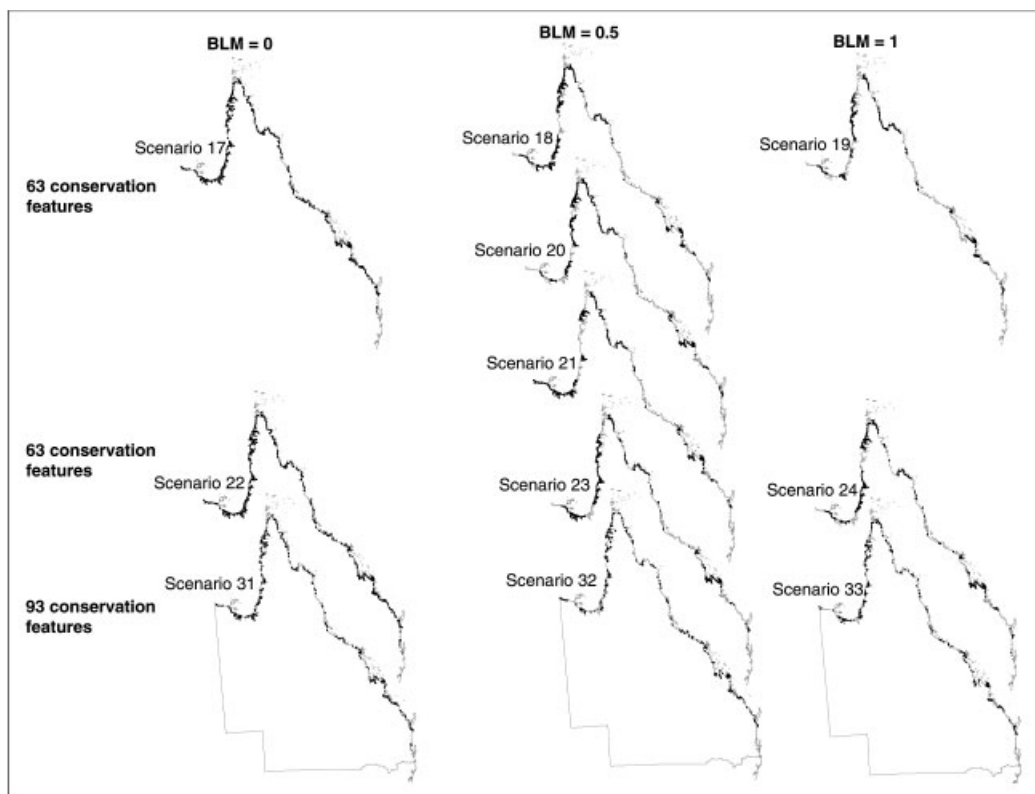 BLM = 0
BLM = 0.5
BLM = 1
Scenario 17
Scenario 18
Scenario 19
63 conservation
features
Scenario 20
Scenario 21
63 conservation
features
Scenario 22
Scenario 23
Scenario 24
93 conservation
features
Scenario 31
Scenario 32
Scenario 33